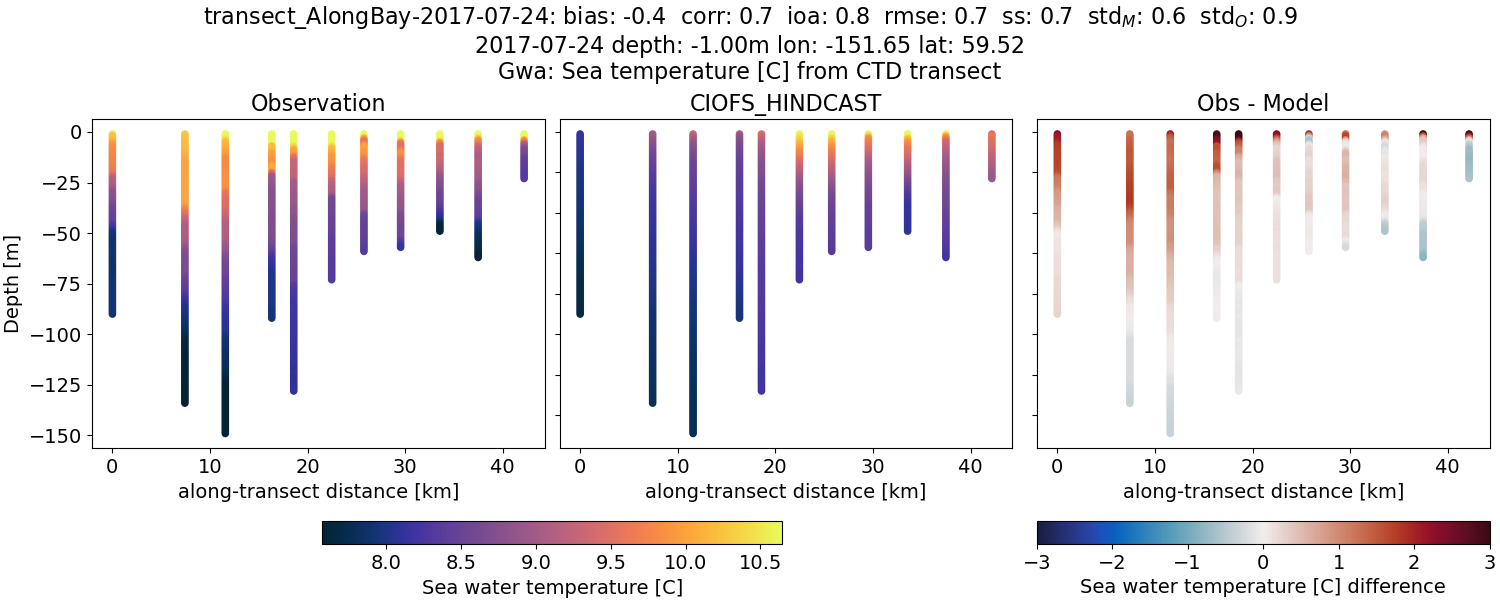 transect_AlongBay-2017-07-24: bias: -0.4  corr: 0.7  ioa: 0.8  rmse: 0.7  ss: 0.7  std_M: 0.6  std_O: 0.9
2017-07-24 depth: -1.00m lon: -151.65 lat: 59.52
Gwa: Sea temperature [C] from CTD transect
Observation
CIOFS_HINDCAST
Obs - Model
Depth [m]
0
−25
−50
−75
−100
−125
−150
0 10 20 30 40
0 10 20 30 40
0 10 20 30 40
along-transect distance [km]
along-transect distance [km]
along-transect distance [km]
8.0 8.5 9.0 9.5 10.0 10.5
Sea water temperature [C]
−3 −2 −1 0 1 2 3
Sea water temperature [C] difference